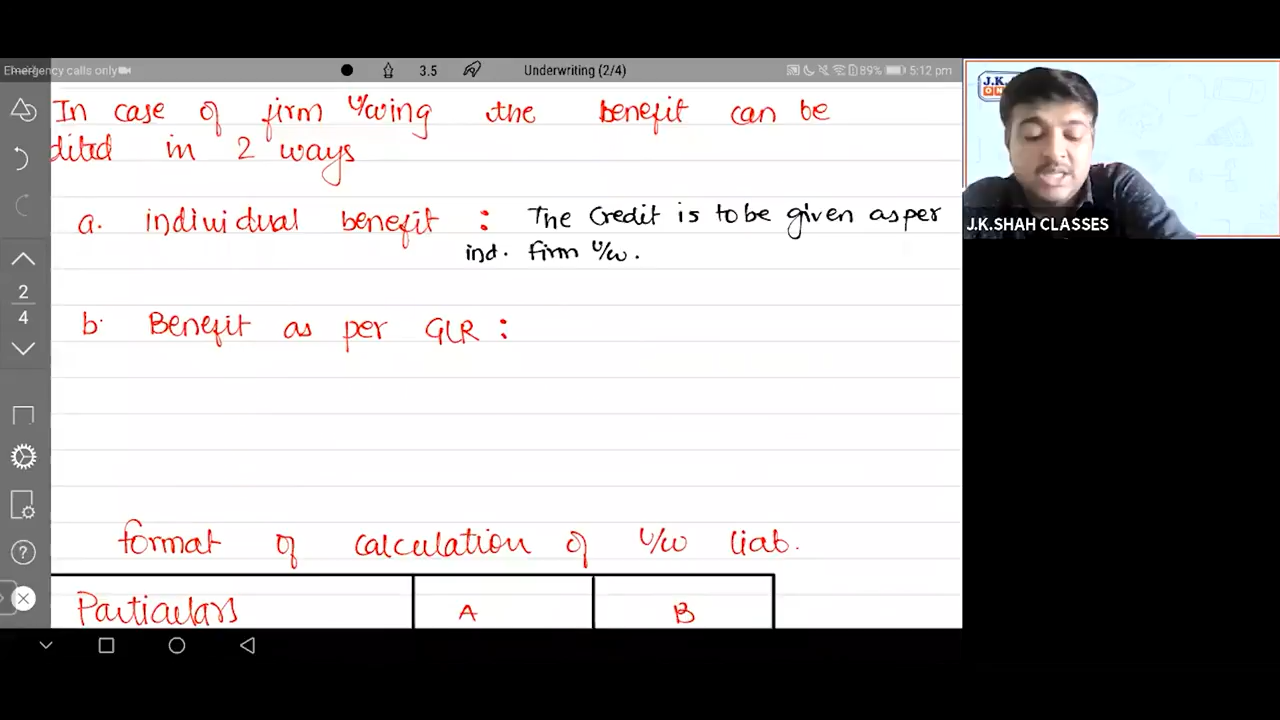 Emergency calls only
3.5
Underwriting (2/4)
89%
5:12 pm
In case of firm u/wing the benefit can be
dited in 2 ways
a. individual benefit : The Credit is to be given as per
ind. firm u/w.
b. Benefit as per GLR :
2
4
format of calculation of u/w liab.
Particulars A B
J.K.SHAH CLASSES